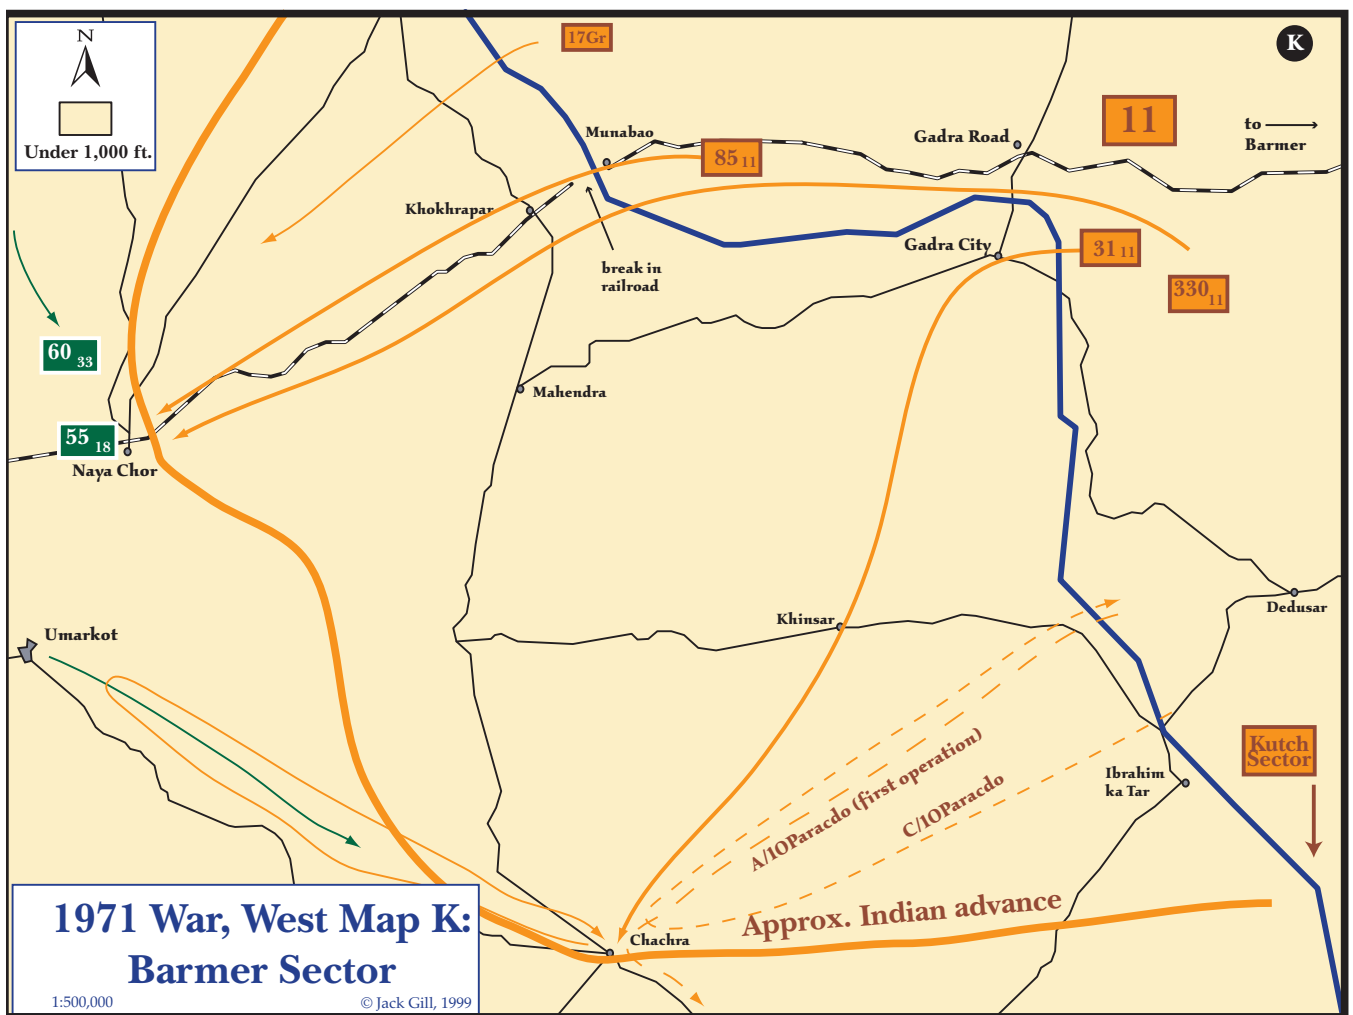 N
Under 1,000 ft.
17Gr
K
Munabao
85 11
Gadra Road
11
to
Barmer
Khokhrapar
break in
railroad
Gadra City
31 11
330 11
60 33
55 18
Naya Chor
Mahendra
Umarkot
Khinsar
Dedusar
Kutch
Sector
Ibrahim
ka Tar
A/10Paracdo (first operation)
C/10Paracdo
Approx. Indian advance
Chachra
1971 War, West Map K:
Barmer Sector
1:500,000
© Jack Gill, 1999